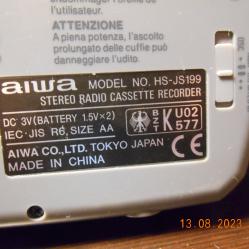 l'utilisateur.
ATTENZIONE
A piena potenza, l'ascolto
prolungato delle cuffie può
danneggiare l'udito.
aiwa MODEL NO. HS-JS199
STEREO RADIO CASSETTE RECORDER
DC 3V(BATTERY 1.5V×2)
IEC·JIS R6, SIZE AA
BZT K U02 577
AIWA CO., LTD. TOKYO JAPAN
MADE IN CHINA CE
13.08.2023